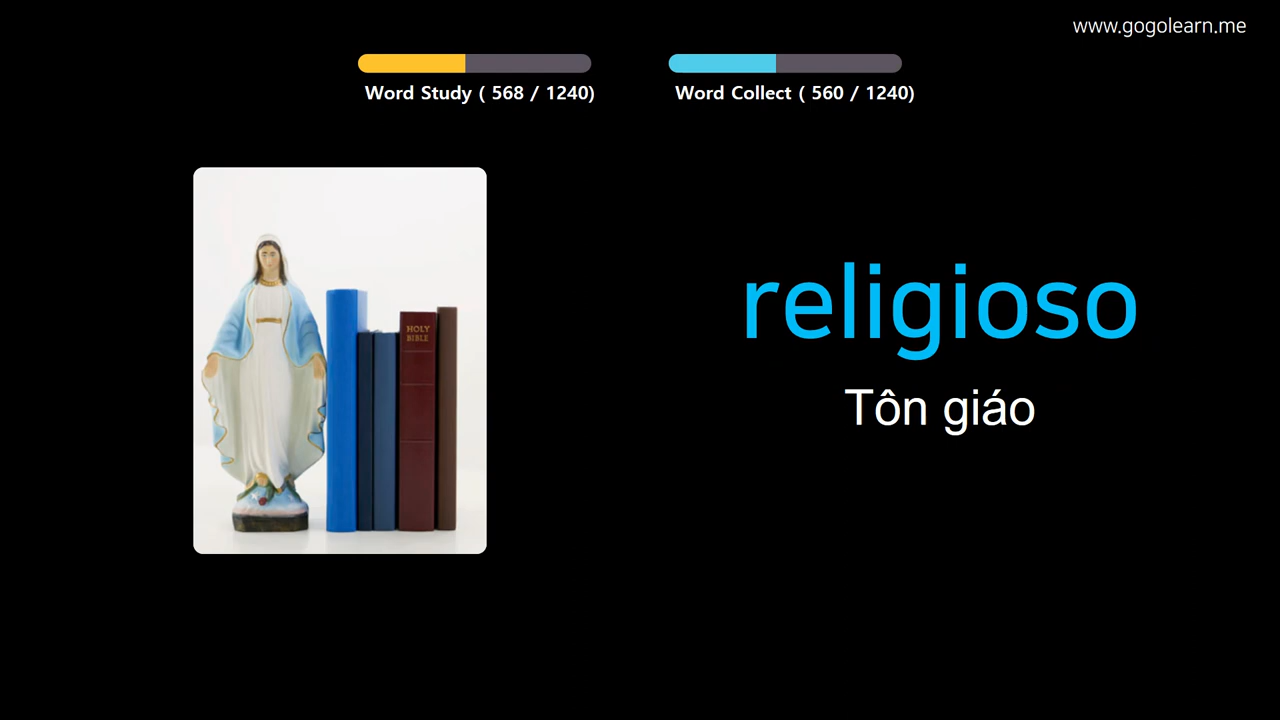 www.gogolearn.me
Word Study ( 568 / 1240)
Word Collect ( 560 / 1240)
HOLY
BIBLE
religioso
Tôn giáo